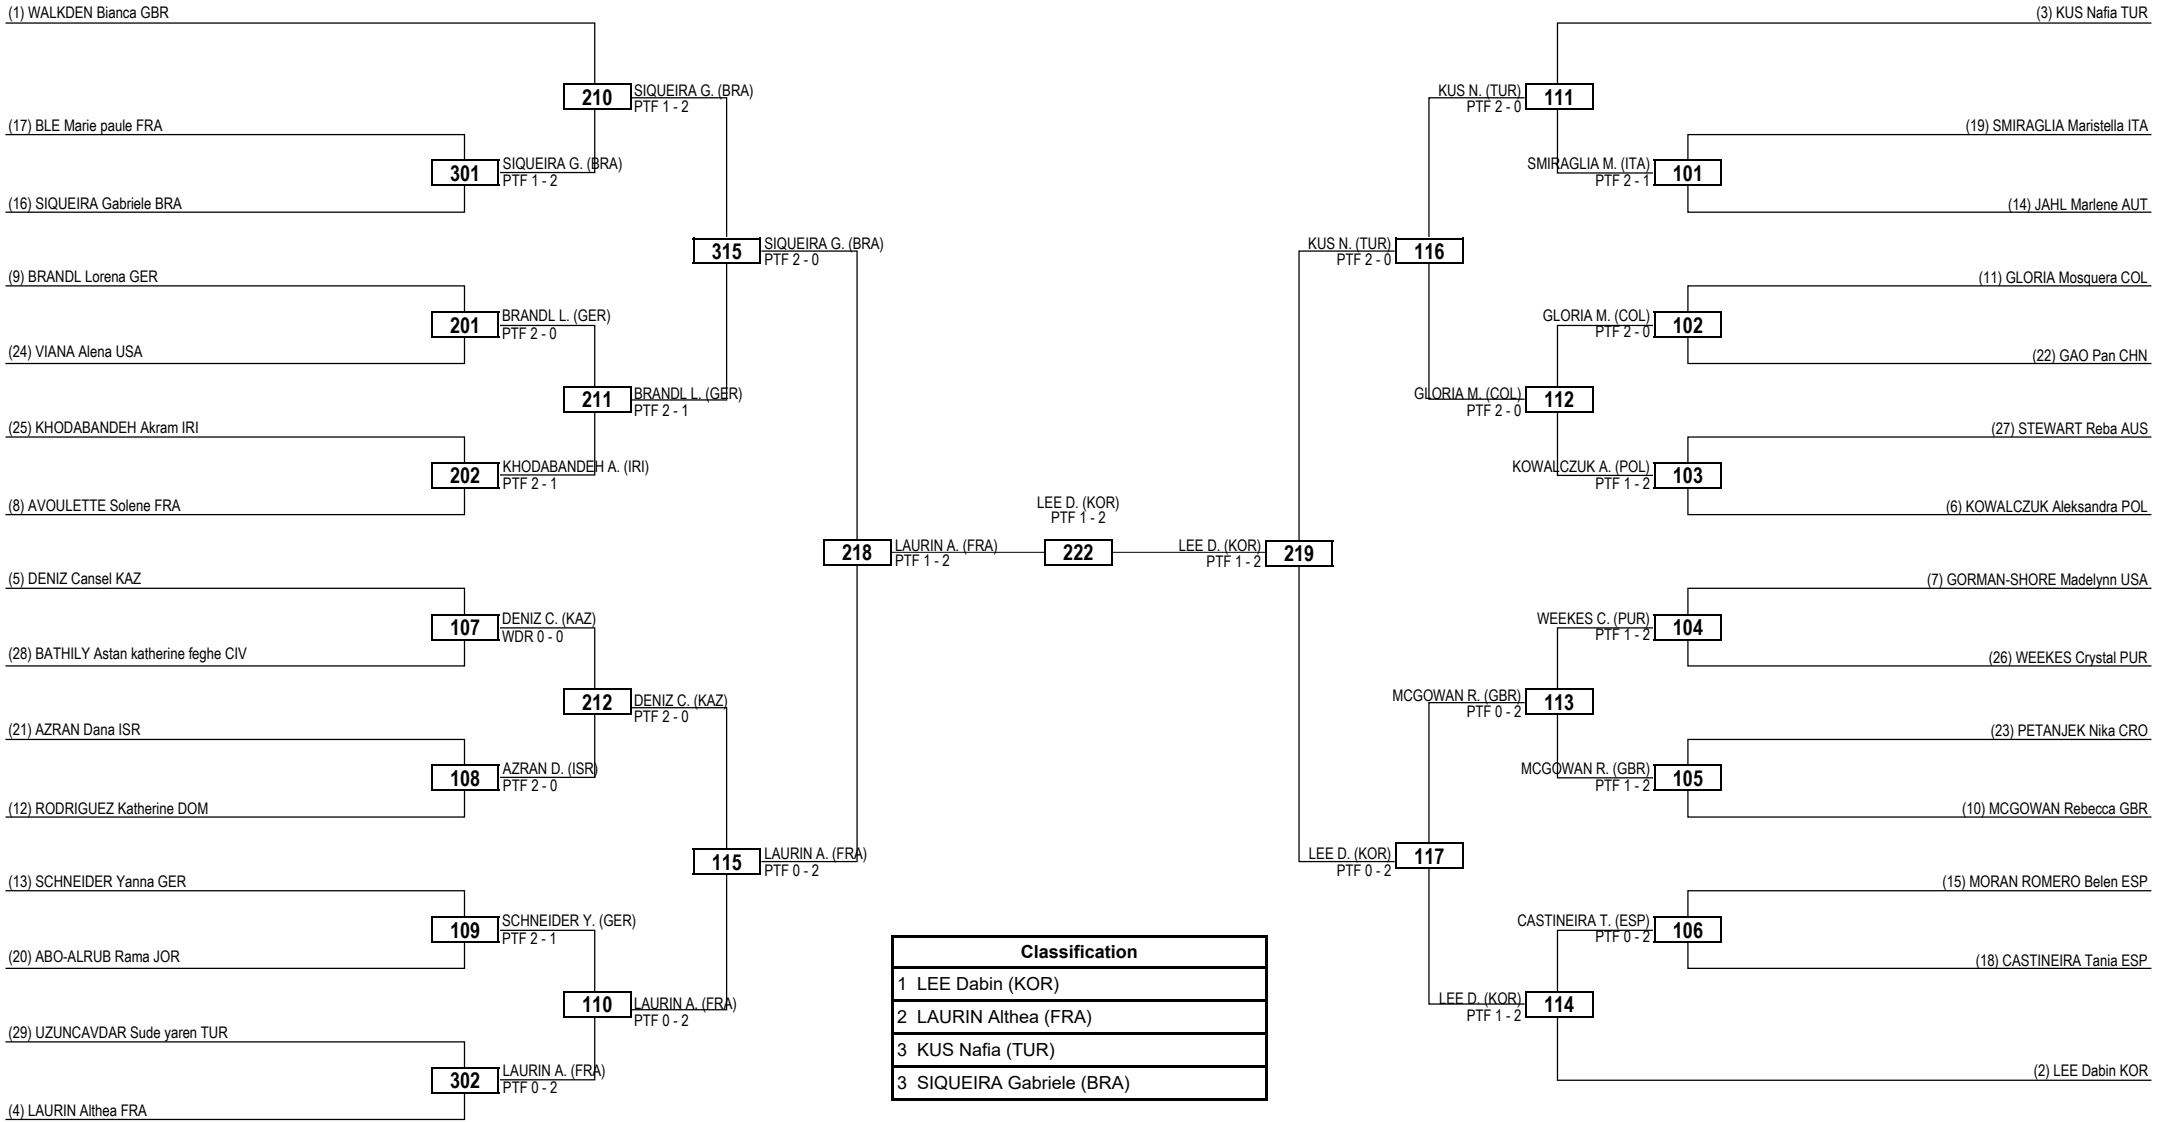 (1) WALKDEN Bianca GBR
(17) BLE Marie paule FRA
(16) SIQUEIRA Gabriele BRA
(9) BRANDL Lorena GER
(24) VIANA Alena USA
(25) KHODABANDEH Akram IRI
(8) AVOULETTE Solene FRA
(5) DENIZ Cansel KAZ
(28) BATHILY Astan katherine feghe CIV
(21) AZRAN Dana ISR
(12) RODRIGUEZ Katherine DOM
(13) SCHNEIDER Yanna GER
(20) ABO-ALRUB Rama JOR
(29) UZUNCAVDAR Sude yaren TUR
(4) LAURIN Althea FRA
301
SIQUEIRA G. (BRA)
PTF 1 - 2
201
BRANDL L. (GER)
PTF 2 - 0
202
KHODABANDEH A. (IRI)
PTF 2 - 1
107
DENIZ C. (KAZ)
WDR 0 - 0
108
AZRAN D. (ISR)
PTF 2 - 0
109
SCHNEIDER Y. (GER)
PTF 2 - 1
302
LAURIN A. (FRA)
PTF 0 - 2
210
SIQUEIRA G. (BRA)
PTF 1 - 2
211
BRANDL L. (GER)
PTF 2 - 1
212
DENIZ C. (KAZ)
PTF 2 - 0
110
LAURIN A. (FRA)
PTF 0 - 2
315
SIQUEIRA G. (BRA)
PTF 2 - 0
115
LAURIN A. (FRA)
PTF 0 - 2
218
LAURIN A. (FRA)
PTF 1 - 2
LEE D. (KOR)
PTF 1 - 2
222
LEE D. (KOR)
PTF 1 - 2
219
KUS N. (TUR)
PTF 2 - 0
116
LEE D. (KOR)
PTF 0 - 2
117
KUS N. (TUR)
PTF 2 - 0
111
GLORIA M. (COL)
PTF 2 - 0
112
MCGOWAN R. (GBR)
PTF 0 - 2
113
LEE D. (KOR)
PTF 1 - 2
114
SMIRAGLIA M. (ITA)
PTF 2 - 1
101
GLORIA M. (COL)
PTF 2 - 0
102
KOWALCZUK A. (POL)
PTF 1 - 2
103
WEEKES C. (PUR)
PTF 1 - 2
104
MCGOWAN R. (GBR)
PTF 1 - 2
105
CASTINEIRA T. (ESP)
PTF 0 - 2
106
(3) KUS Nafia TUR
(19) SMIRAGLIA Maristella ITA
(14) JAHL Marlene AUT
(11) GLORIA Mosquera COL
(22) GAO Pan CHN
(27) STEWART Reba AUS
(6) KOWALCZUK Aleksandra POL
(7) GORMAN-SHORE Madelynn USA
(26) WEEKES Crystal PUR
(23) PETANJEK Nika CRO
(10) MCGOWAN Rebecca GBR
(15) MORAN ROMERO Belen ESP
(18) CASTINEIRA Tania ESP
(2) LEE Dabin KOR
Classification
1 LEE Dabin (KOR)
2 LAURIN Althea (FRA)
3 KUS Nafia (TUR)
3 SIQUEIRA Gabriele (BRA)